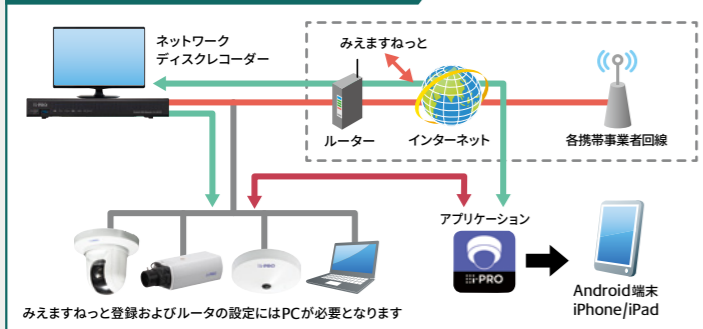 ネットワーク
ディスクレコーダー
みえますねっと
ルーター
インターネット
各携帯事業者回線
アプリケーション
i-PRO
Android端末
iPhone/iPad
みえますねっと登録およびルータの設定にはPCが必要となります